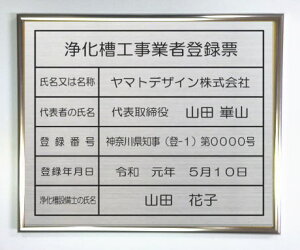 浄化槽工事業者登録票
氏名又は名称 ヤマトデザイン株式会社
代表者の氏名 代表取締役 山田 崋山
登録番号 神奈川県知事（登-1）第0000号
登録年月日 令和 元年 5月10日
浄化槽設備士の氏名 山田 花子